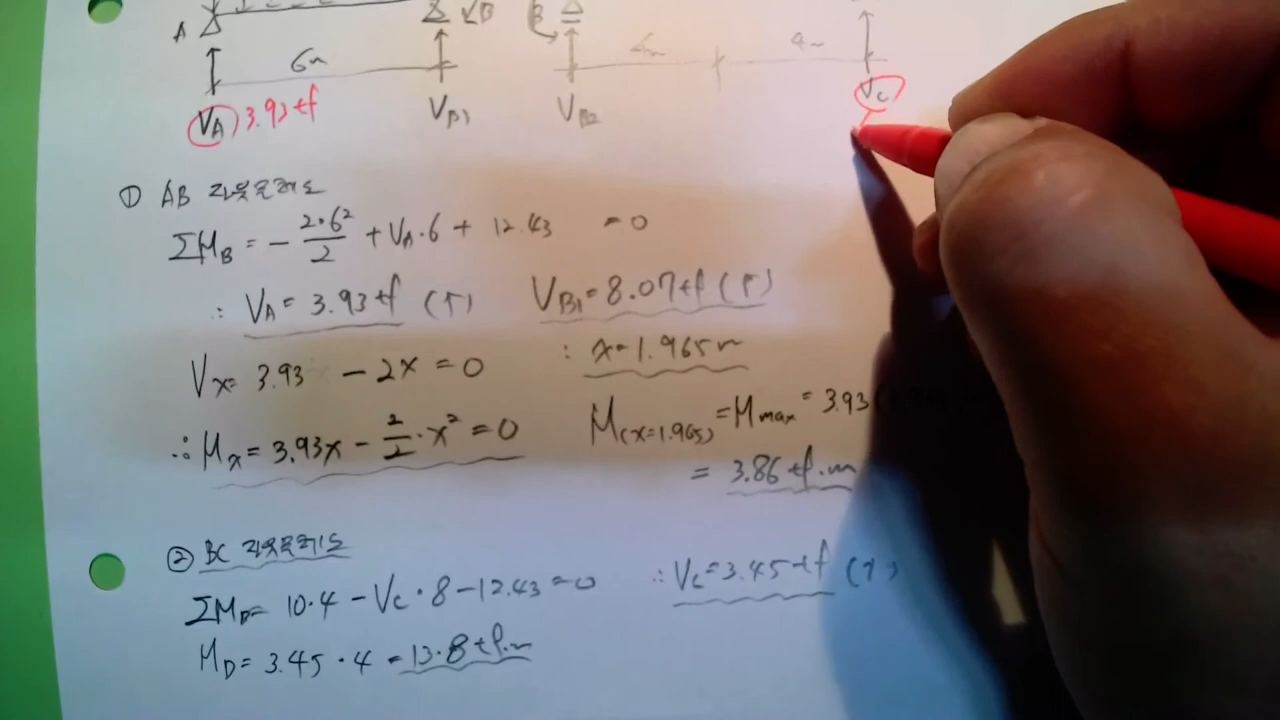 A VB B
6m 4m 4m
VA 3.93tf VB1 VB2 Vc
① AB 자유물체도
ΣMB = - 2·6²/2 + VA·6 + 12.43 = 0
∴ VA = 3.93tf (↑) VB1 = 8.07tf (↑)
Vx = 3.93 - 2x = 0 ∴ x = 1.965m
∴ Mx = 3.93x - 2/2·x² = 0 M(x=1.965) = Mmax = 3.93(
= 3.86tf·m
② BC 자유물체도
ΣMB = 10·4 - Vc·8 - 12.43 = 0 ∴ Vc = 3.45tf (↑)
MD = 3.45·4 = 13.8tf·m